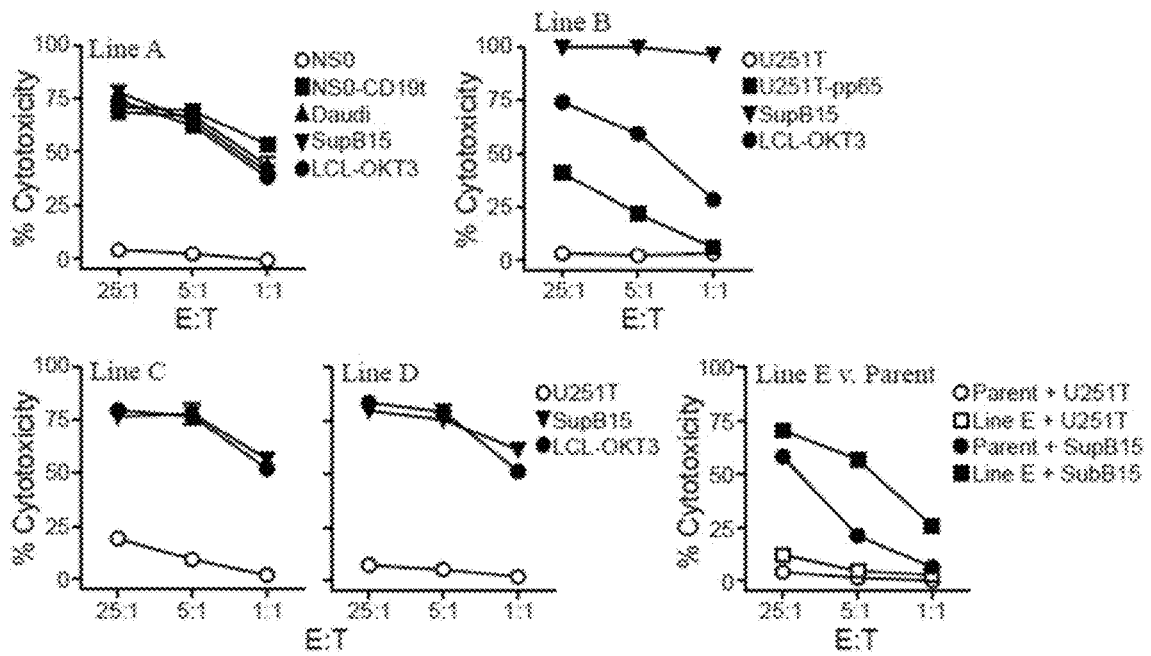 Line A
% Cytotoxicity
100
75
50
25
0
25:1 5:1 1:1
E:T
NS0
NS0-CD19t
Daudi
SupB15
LCL-OKT3
Line B
% Cytotoxicity
100
75
50
25
0
25:1 5:1 1:1
E:T
U251T
U251T-pp65
SupB15
LCL-OKT3
Line C
% Cytotoxicity
100
75
50
25
0
25:1 5:1 1:1
Line D
25:1 5:1 1:1
E:T
U251T
SupB15
LCL-OKT3
Line E v. Parent
% Cytotoxicity
100
75
50
25
0
25:1 5:1 1:1
E:T
Parent + U251T
Line E + U251T
Parent + SupB15
Line E + SubB15